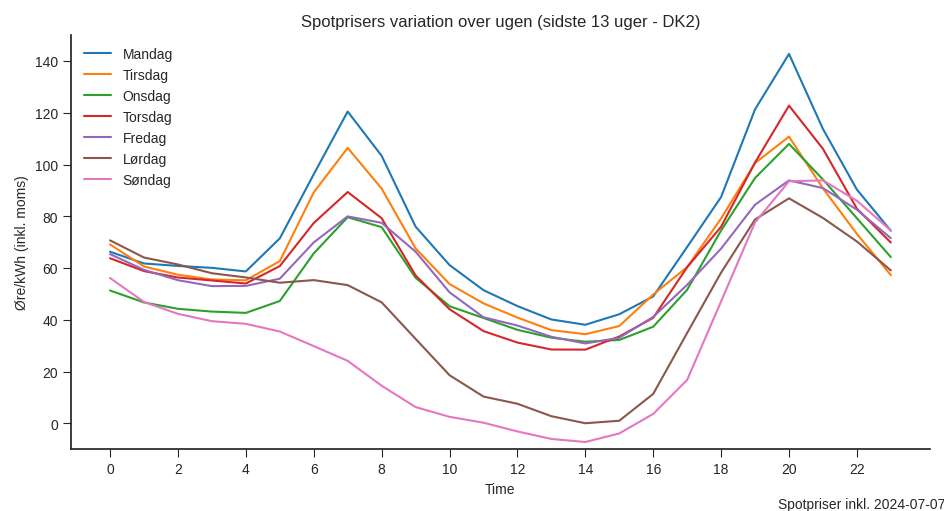 Spotprisers variation over ugen (sidste 13 uger - DK2)
Mandag
Tirsdag
Onsdag
Torsdag
Fredag
Lørdag
Søndag
Øre/kWh (inkl. moms)
140
120
100
80
60
40
20
0
0 2 4 6 8 10 12 14 16 18 20 22
Time
Spotpriser inkl. 2024-07-07